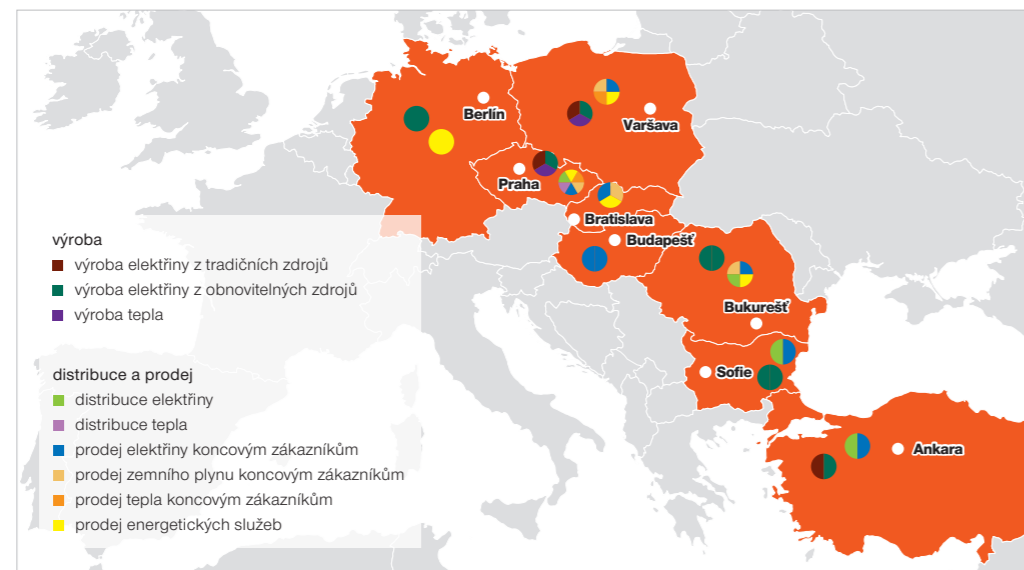 Berlín
Varšava
Praha
Bratislava
Budapešť
Bukurešť
Sofie
Ankara
výroba
výroba elektřiny z tradičních zdrojů
výroba elektřiny z obnovitelných zdrojů
výroba tepla
distribuce a prodej
distribuce elektřiny
distribuce tepla
prodej elektřiny koncovým zákazníkům
prodej zemního plynu koncovým zákazníkům
prodej tepla koncovým zákazníkům
prodej energetických služeb